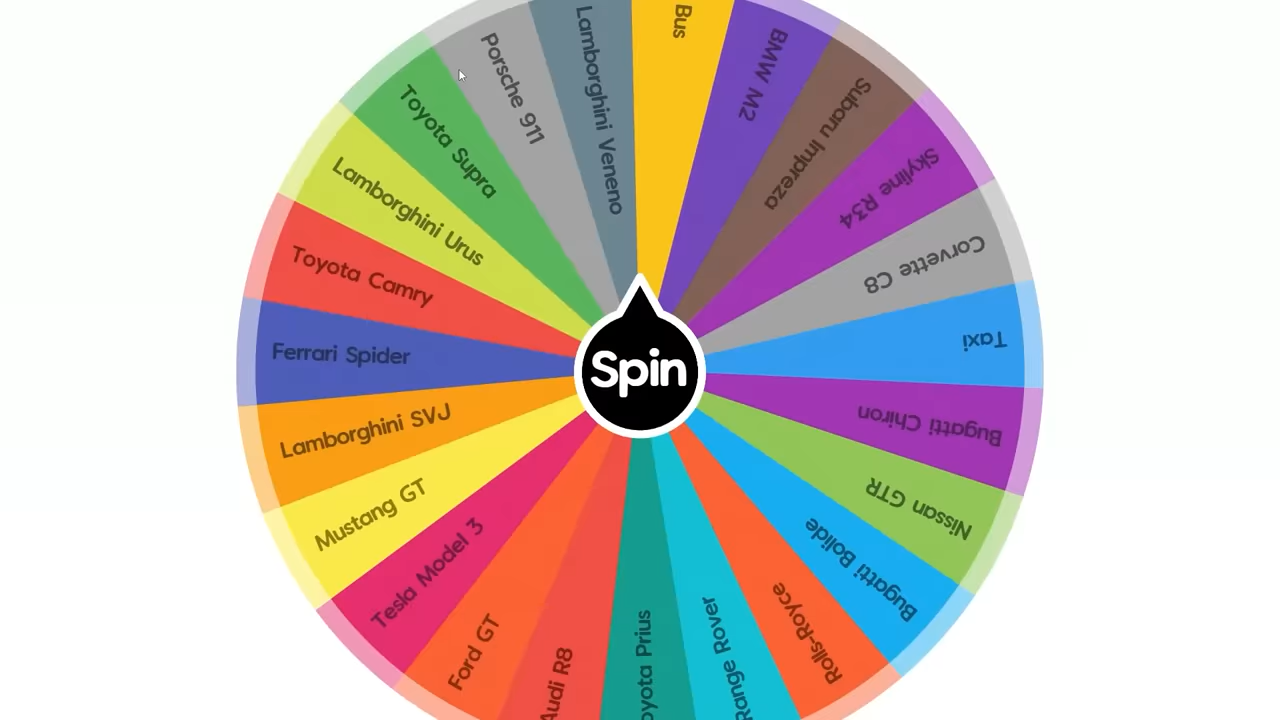 Bus
BMW M2
Subaru Impreza
Skyline R34
Corvette C8
Taxi
Bugatti Chiron
Nissan GTR
Bugatti Bolide
Rolls-Royce
Range Rover
oyota Prius
Audi R8
Ford GT
Tesla Model 3
Mustang GT
Lamborghini SVJ
Ferrari Spider
Toyota Camry
Lamborghini Urus
Toyota Supra
Porsche 911
Lamborghini Veneno
Spin